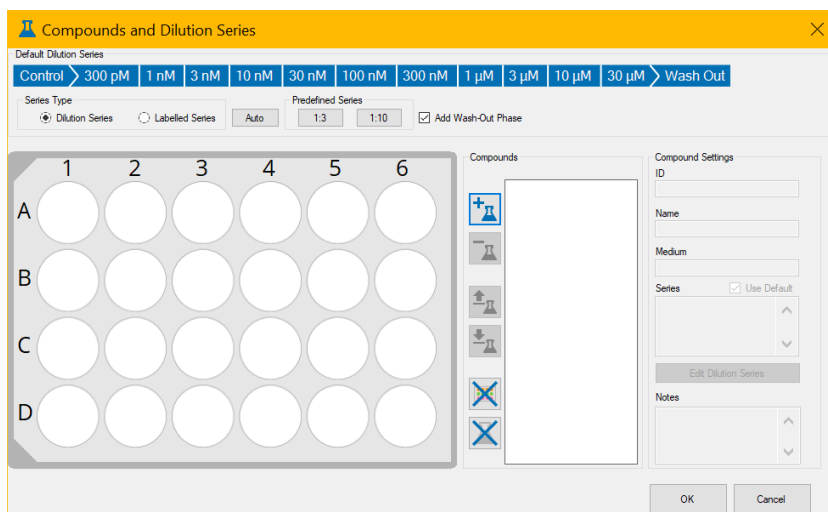 Compounds and Dilution Series
Default Dilution Series
Control 300 pM 1 nM 3 nM 10 nM 30 nM 100 nM 300 nM 1 µM 3 µM 10 µM 30 µM Wash Out
Series Type
Dilution Series Labelled Series Auto
Predefined Series
1:3 1:10
Add Wash-Out Phase
1 2 3 4 5 6
A
B
C
D
Compounds
Compound Settings
ID
Name
Medium
Series Use Default
Edit Dilution Series
Notes
OK Cancel